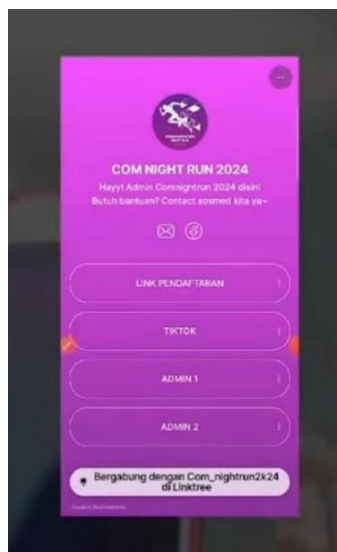 COM NIGHT RUN 2024
Hayy! Admin Comnightrun 2024 disini
Butuh bantuan? Contact sosmed kita ya~
LINK PENDAFTARAN
TIKTOK
ADMIN 1
ADMIN 2
Bergabung dengan Com_nightrun2k24
di Linktree